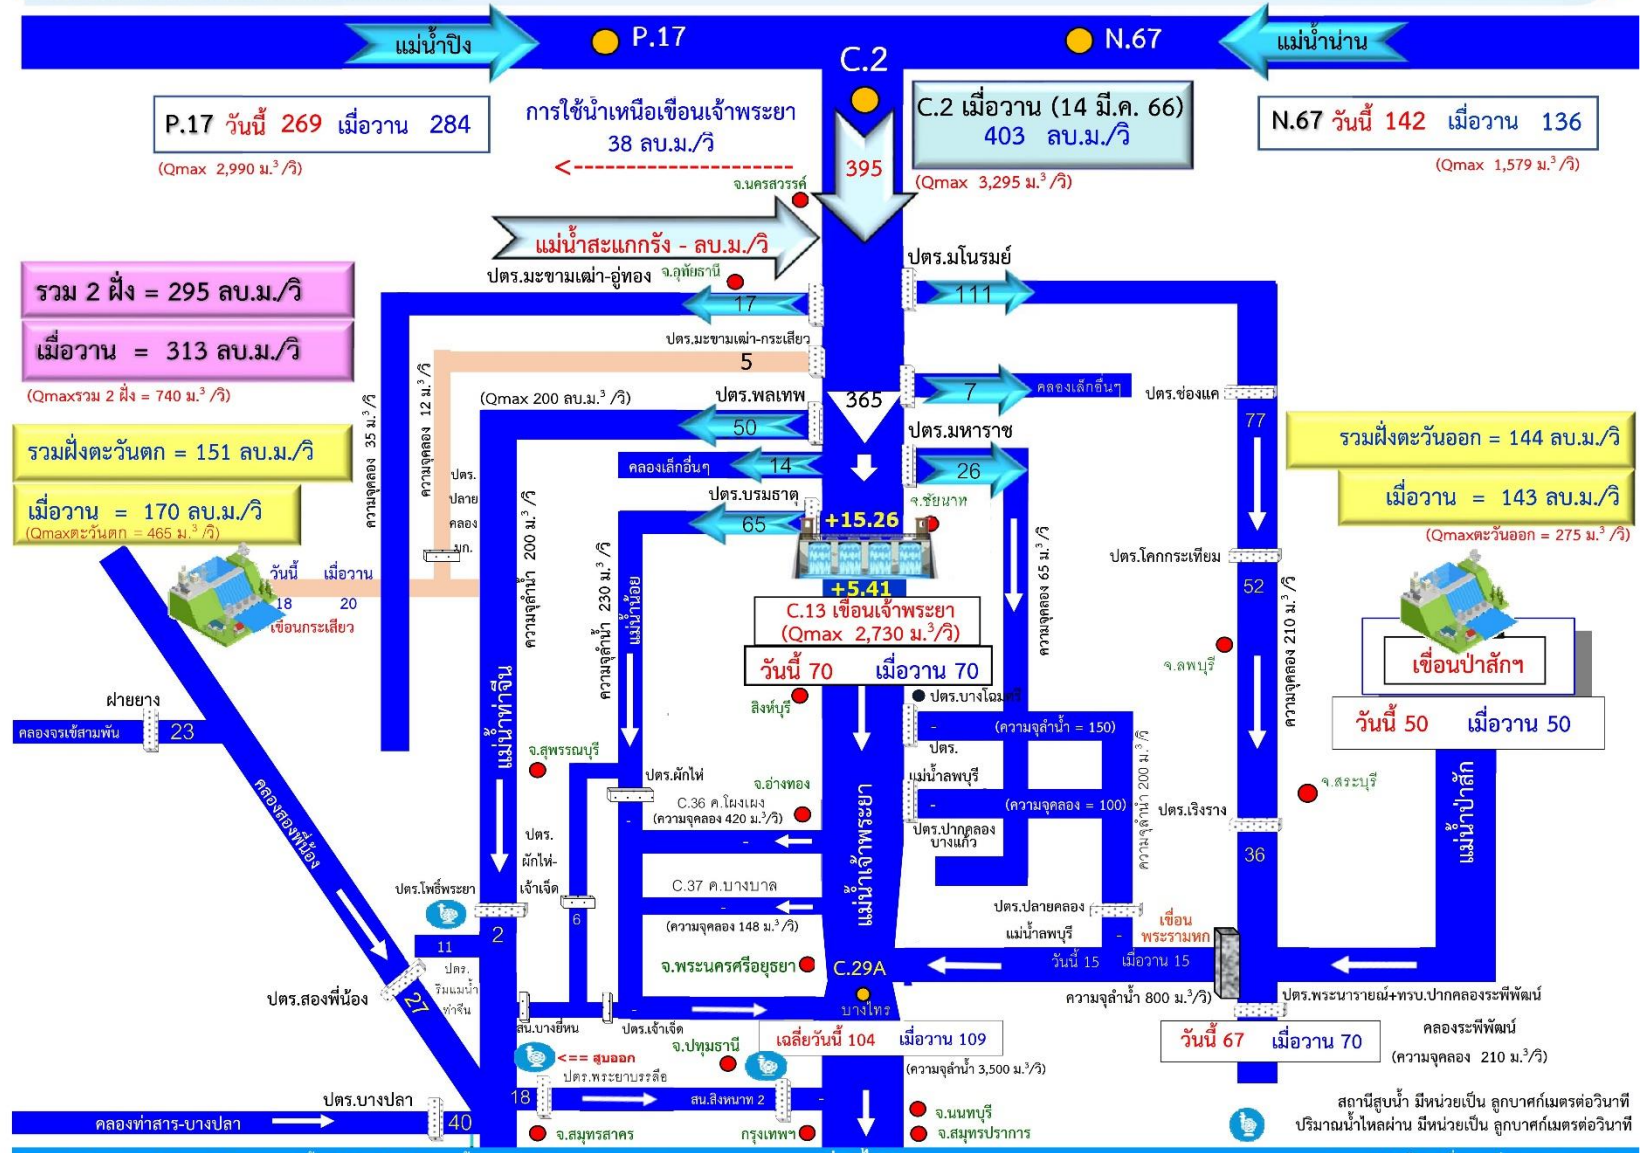 แม่น้ำปิง
P.17
C.2
N.67
แม่น้ำน่าน
P.17 วันนี้ 269 เมื่อวาน 284
(Qmax 2,990 ม.³/วิ)
การใช้น้ำเหนือเขื่อนเจ้าพระยา
38 ลบ.ม./วิ
<--------------------
395
C.2 เมื่อวาน (14 มี.ค. 66)
403 ลบ.ม./วิ
(Qmax 3,295 ม.³/วิ)
N.67 วันนี้ 142 เมื่อวาน 136
(Qmax 1,579 ม.³/วิ)
จ.นครสวรรค์
แม่น้ำสะแกกรัง - ลบ.ม./วิ
ปตร.มะขามเฒ่า-อู่ทอง
จ.อุทัยธานี
17
ปตร.มโนรมย์
111
รวม 2 ฝั่ง = 295 ลบ.ม./วิ
เมื่อวาน = 313 ลบ.ม./วิ
(Qmaxรวม 2 ฝั่ง = 740 ม.³/วิ)
ปตร.มะขามเฒ่า-กระเสียว
5
(Qmax 200 ลบ.ม.³/วิ)
ปตร.พลเทพ
50
365
7
คลองเล็กอื่นๆ
ปตร.ช่องแค
77
รวมฝั่งตะวันตก = 151 ลบ.ม./วิ
เมื่อวาน = 170 ลบ.ม./วิ
(Qmaxตะวันตก = 465 ม.³/วิ)
ความจุคลอง 35 ม.³/วิ
ความจุคลอง 12 ม.³/วิ
ปตร.
ปลาย
คลอง
มก.
คลองเล็กอื่นๆ
14
ปตร.มหาราช
26
รวมฝั่งตะวันออก = 144 ลบ.ม./วิ
เมื่อวาน = 143 ลบ.ม./วิ
(Qmaxตะวันออก = 275 ม.³/วิ)
ปตร.บรมธาตุ
65
จ.ชัยนาท
+15.26
+5.41
C.13 เขื่อนเจ้าพระยา
(Qmax 2,730 ม.³/วิ)
วันนี้ 70 เมื่อวาน 70
วันนี้ เมื่อวาน
18 20
เขื่อนกระเสียว
ความจุลำน้ำ 200 ม.³/วิ
ความจุลำน้ำ 230 ม.³/วิ
แม่น้ำน้อย
ความจุคลอง 65 ม.³/วิ
ปตร.โคกกระเทียม
52
ความจุคลอง 210 ม.³/วิ
จ.ลพบุรี
เขื่อนป่าสักฯ
วันนี้ 50 เมื่อวาน 50
ฝายยาง
คลองจรเข้สามพัน
23
แม่น้ำท่าจีน
สิงห์บุรี
ปตร.บางโฉมศรี
-
(ความจุลำน้ำ = 150)
ปตร.
แม่น้ำลพบุรี
-
(ความจุคลอง = 100)
ปตร.ปากคลอง
บางแก้ว
ความจุลำน้ำ 200 ม.³/วิ
จ.สุพรรณบุรี
ปตร.ผักไห่
-
จ.อ่างทอง
C.36 ค.โผงเผง
(ความจุคลอง 420 ม.³/วิ)
-
แม่น้ำเจ้าพระยา
ปตร.เริงราง
36
จ.สระบุรี
แม่น้ำป่าสัก
คลองสองพี่น้อง
ปตร.
ผักไห่-
เจ้าเจ็ด
6
C.37 ค.บางบาล
-
(ความจุคลอง 148 ม.³/วิ)
ปตร.โพธิ์พระยา
2
11
ปตร.
ริมแม่น้ำ
ท่าจีน
ปตร.ปลายคลอง
แม่น้ำลพบุรี
-
เขื่อน
พระรามหก
วันนี้ 15 เมื่อวาน 15
ความจุลำน้ำ 800 ม.³/วิ)
จ.พระนครศรีอยุธยา
C.29A
บางไทร
ปตร.สองพี่น้อง
27
สน.บางยี่หน
ปตร.เจ้าเจ็ด
ปตร.พระนารายณ์+ทรบ.ปากคลองระพีพัฒน์
วันนี้ 67 เมื่อวาน 70
คลองระพีพัฒน์
(ความจุคลอง 210 ม.³/วิ)
เฉลี่ยวันนี้ 104 เมื่อวาน 109
(ความจุลำน้ำ 3,500 ม.³/วิ)
<== สูบออก
จ.ปทุมธานี
ปตร.พระยาบรรลือ
18
สน.สิงหนาท 2
-
ปตร.บางปลา
คลองท่าสาร-บางปลา
40
จ.สมุทรสาคร
กรุงเทพฯ
จ.นนทบุรี
จ.สมุทรปราการ
สถานีสูบน้ำ มีหน่วยเป็น ลูกบาศก์เมตรต่อวินาที
ปริมาณน้ำไหลผ่าน มีหน่วยเป็น ลูกบาศก์เมตรต่อวินาที